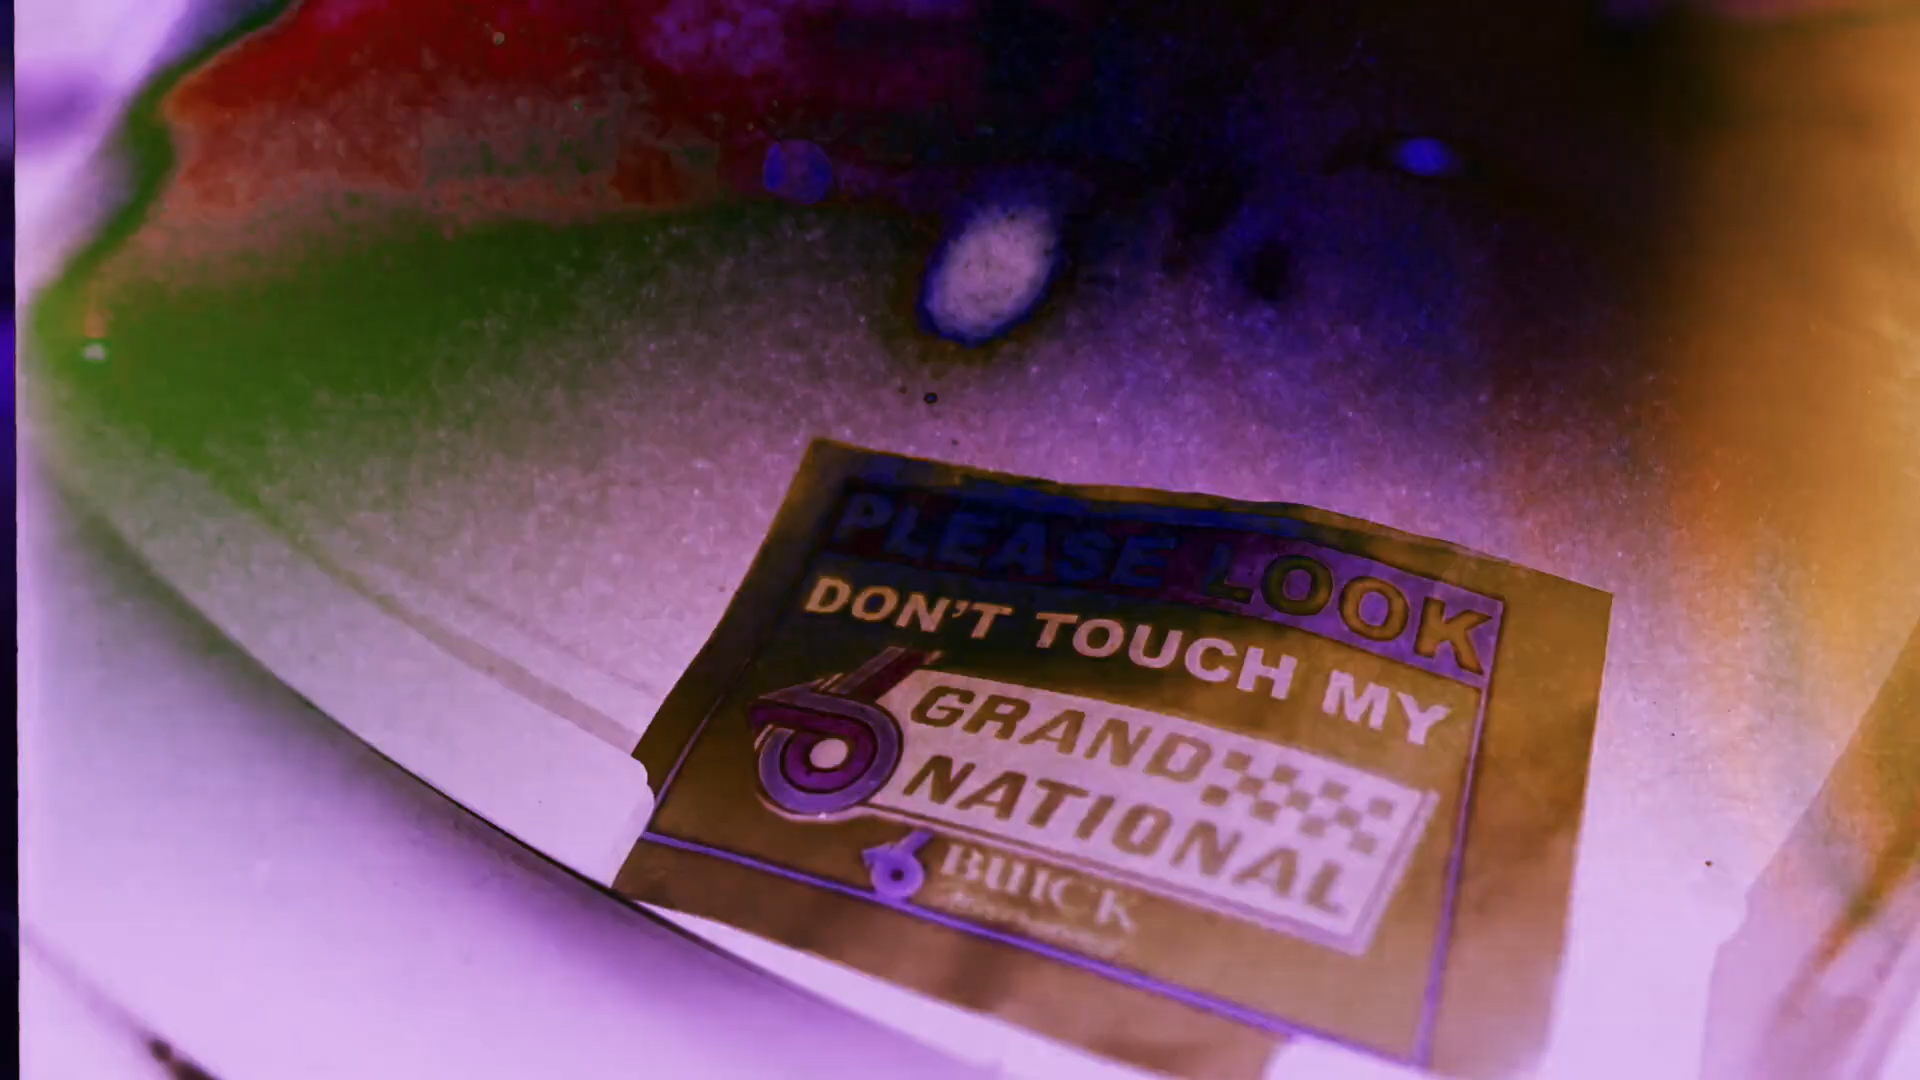 PLEASE LOOK
DON'T TOUCH MY
GRAND
NATIONAL
BUICK